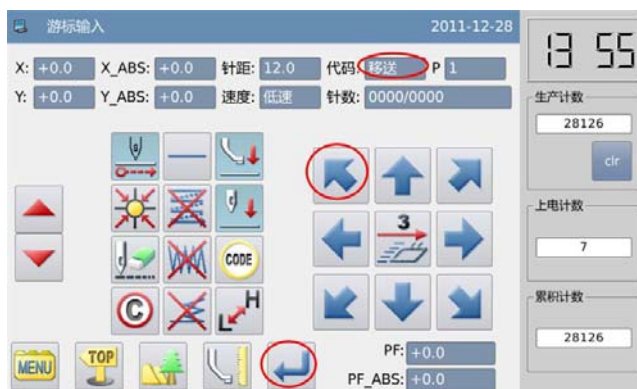 游标输入 2011-12-28
X: +0.0 X_ABS: +0.0 针距: 12.0 代码: 移送 P 1
Y: +0.0 Y_ABS: +0.0 速度: 低速 针数: 0000/0000
13 55
生产计数
28126
clr
上电计数
7
累积计数
28126
3
CODE
C
H
MENU
TOP
PF: +0.0
PF_ABS: +0.0